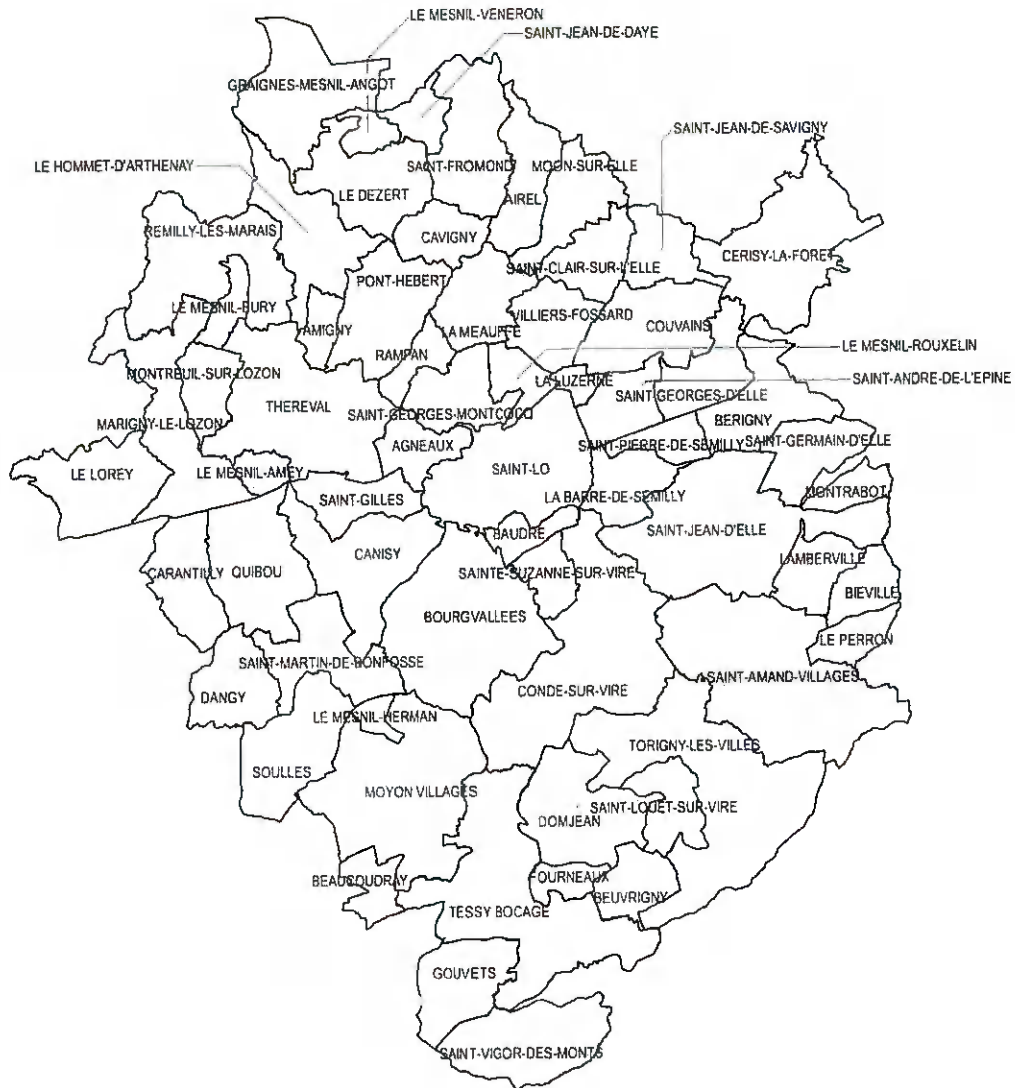 LE MESNIL-VENERON
SAINT-JEAN-DE-DAYE
GRAIGNES-MESNIL-ANGOT
SAINT-JEAN-DE-SAVIGNY
LE HOMMET-D'ARTHENAY
SAINT-FROMOND
MOON-SUR-ELLE
LE DEZERT
AIREL
REMILLY-LES-MARAIS
CAVIGNY
CERISY-LA-FORET
SAINT-CLAIR-SUR-L'ELLE
PONT-HEBERT
LE MESNIL-EURY
VILLIERS-FOSSARD
AMIGNY
LA MEAUFFE
COUVAINS
LE MESNIL-ROUXELIN
RAMPAN
MONTREUIL-SUR-LOZON
LA LUZERNE
SAINT-ANDRE-DE-L'EPINE
THEREVAL
SAINT-GEORGES-D'ELLE
SAINT-GEORGES-MONTCOCQ
BERIGNY
MARIGNY-LE-LOZON
AGNEAUX
SAINT-PIERRE-DE-SEMILLY
SAINT-GERMAIN-D'ELLE
SAINT-LO
LE LOREY
LE MESNIL-AMEY
MONTRABOT
SAINT-GILLES
LA BARRE-DE-SEMILLY
SAINT-JEAN-D'ELLE
BAUDRE
CANISY
LAMBERVILLE
CARANTILLY
QUIBOU
SAINTE-SUZANNE-SUR-VIRE
BIEVILLE
BOURGVALLEES
LE PERRON
SAINT-MARTIN-DE-BONFOSSE
SAINT-AMAND-VILLAGES
DANGY
CONDE-SUR-VIRE
LE MESNIL-HERMAN
TORIGNY-LES-VILLES
SOULLES
MOYON VILLAGES
SAINT-LOUET-SUR-VIRE
DOMJEAN
BEAUCOUDRAY
FOURNEAUX
BEUVRIGNY
TESSY BOCAGE
GOUVETS
SAINT-VIGOR-DES-MONTS